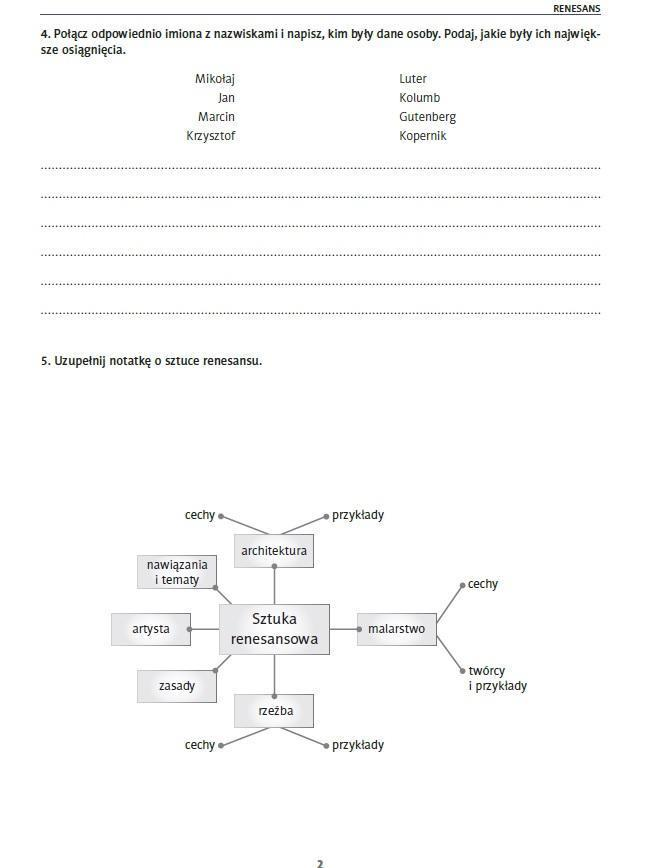 RENESANS
4. Połącz odpowiednio imiona z nazwiskami i napisz, kim były dane osoby. Podaj, jakie były ich najwięk-
sze osiągnięcia.
Mikołaj Luter
Jan Kolumb
Marcin Gutenberg
Krzysztof Kopernik
5. Uzupełnij notatkę o sztuce renesansu.
cechy przykłady
architektura
nawiązania
i tematy
cechy
artysta
Sztuka
renesansowa
malarstwo
zasady
twórcy
i przykłady
rzeźba
cechy przykłady
2